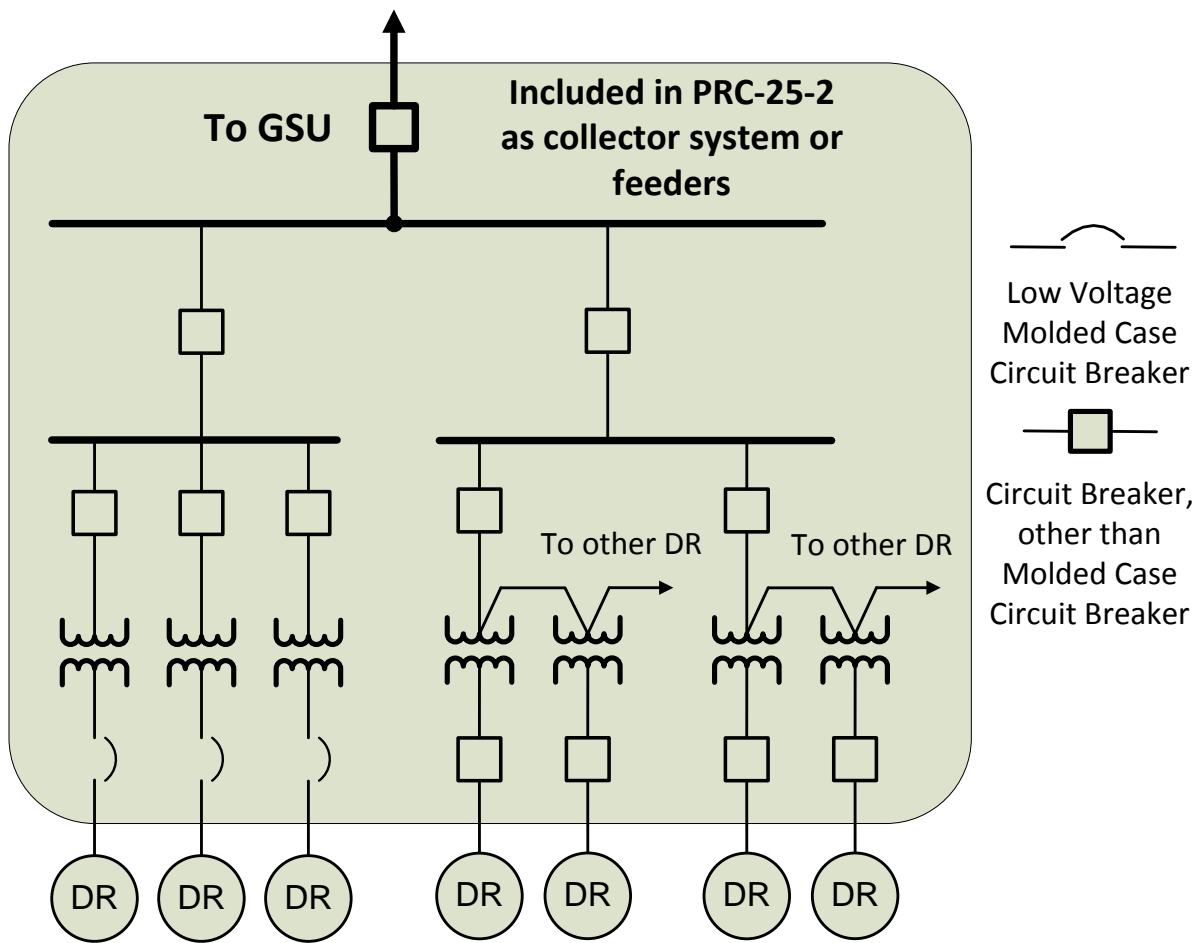 To GSU
Included in PRC-25-2
as collector system or
feeders
Low Voltage
Molded Case
Circuit Breaker
Circuit Breaker,
other than
Molded Case
Circuit Breaker
To other DR
To other DR
DR
DR
DR
DR
DR
DR
DR